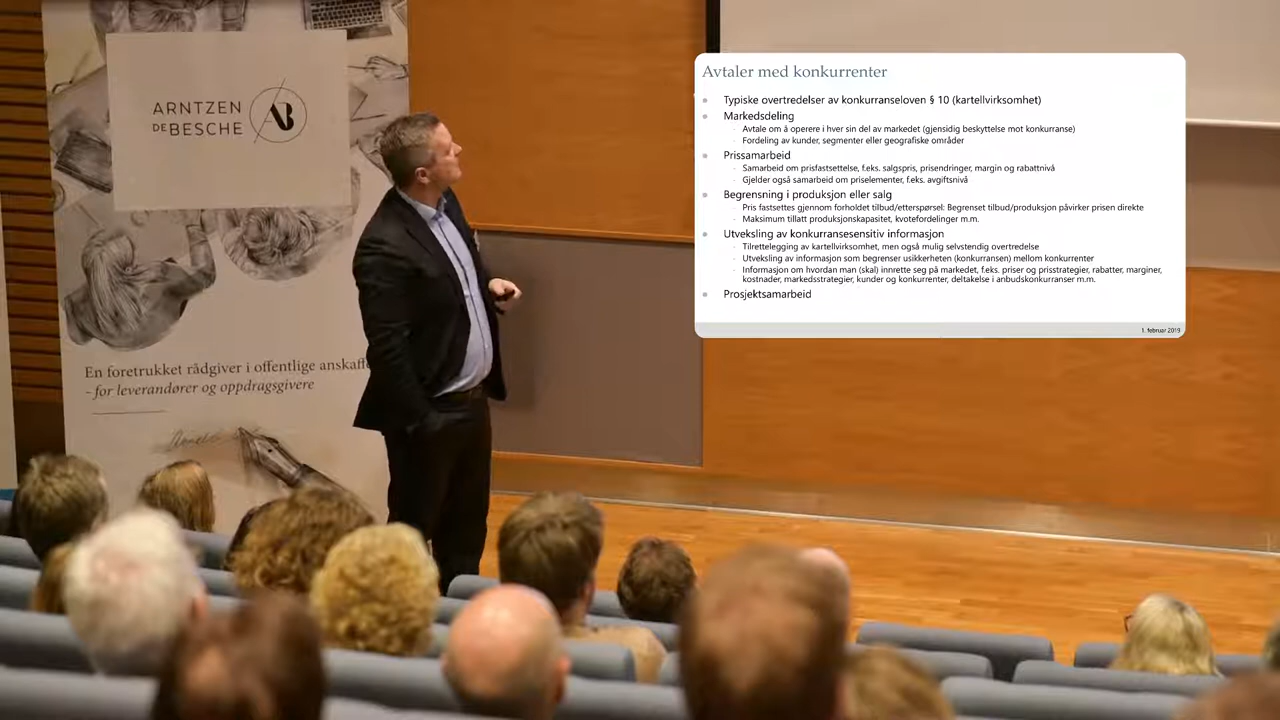 ARNTZEN
DE BESCHE
En foretrukket rådgiver i offentlige
- for leverandører og oppdragsgivere
Avtaler med konkurrenter
Typiske overtredelser av konkurranseloven § 10 (kartellvirksomhet)
Markedsdeling
Avtale om å operere i hver sin del av markedet (gjensidig beskyttelse mot konkurranse)
Fordeling av kunder, segmenter eller geografiske områder
Prissamarbeid
Samarbeid om prisfastsettelse, f.eks. salgspris, prisendringer, margin og rabattnivå
Gjelder også samarbeid om priselementer, f.eks. avgiftsnivå
Begrensning i produksjon eller salg
Pris fastsettes gjennom forholdet tilbud/etterspørsel: Begrenset tilbud/produksjon påvirker prisen direkte
Maksimum tillatt produksjonskapasitet, kvotefordelinger m.m.
Utveksling av konkurransesensitiv informasjon
Tilrettelegging av kartellvirksomhet, men også mulig selvstendig overtredelse
Utveksling av informasjon som begrenser usikkerheten (konkurransen) mellom konkurrenter
Informasjon om hvordan man (skal) innrette seg på markedet, f.eks. priser og prisstrategier, rabatter, marginer,
kostnader, markedsstrategier, kunder og konkurrenter, deltakelse i anbudskonkurranser m.m.
Prosjektsamarbeid
1. februar 2019